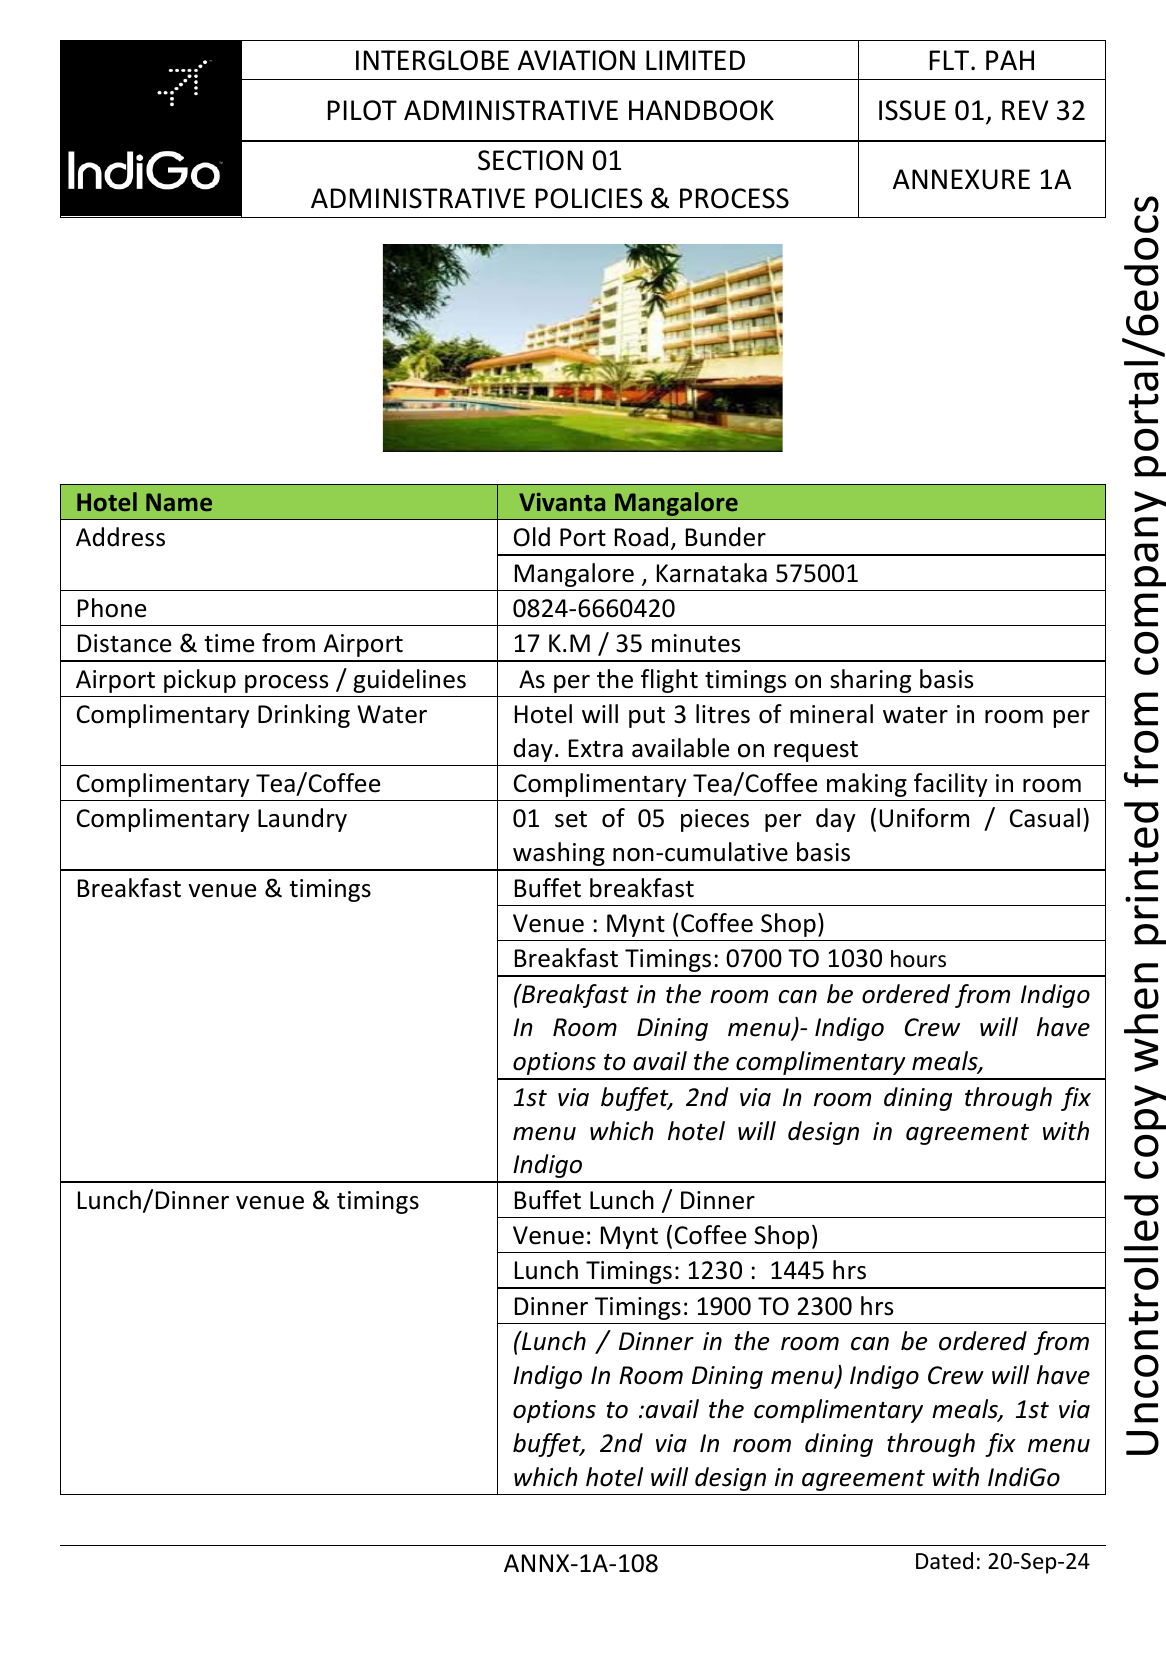 IndiGo
INTERGLOBE AVIATION LIMITED
FLT. PAH
PILOT ADMINISTRATIVE HANDBOOK
ISSUE 01, REV 32
SECTION 01
ADMINISTRATIVE POLICIES & PROCESS
ANNEXURE 1A
Hotel Name
Vivanta Mangalore
Address
Old Port Road, Bunder
Mangalore , Karnataka 575001
Phone
0824-6660420
Distance & time from Airport
17 K.M / 35 minutes
Airport pickup process / guidelines
As per the flight timings on sharing basis
Complimentary Drinking Water
Hotel will put 3 litres of mineral water in room per
day. Extra available on request
Complimentary Tea/Coffee
Complimentary Tea/Coffee making facility in room
Complimentary Laundry
01 set of 05 pieces per day (Uniform / Casual)
washing non-cumulative basis
Breakfast venue & timings
Buffet breakfast
Venue : Mynt (Coffee Shop)
Breakfast Timings: 0700 TO 1030 hours
(Breakfast in the room can be ordered from Indigo
In Room Dining menu)- Indigo Crew will have
options to avail the complimentary meals,
1st via buffet, 2nd via In room dining through fix
menu which hotel will design in agreement with
Indigo
Lunch/Dinner venue & timings
Buffet Lunch / Dinner
Venue: Mynt (Coffee Shop)
Lunch Timings: 1230 :  1445 hrs
Dinner Timings: 1900 TO 2300 hrs
(Lunch / Dinner in the room can be ordered from
Indigo In Room Dining menu) Indigo Crew will have
options to :avail the complimentary meals, 1st via
buffet, 2nd via In room dining through fix menu
which hotel will design in agreement with IndiGo
ANNX-1A-108
Dated: 20-Sep-24
Uncontrolled copy when printed from company portal/6edocs